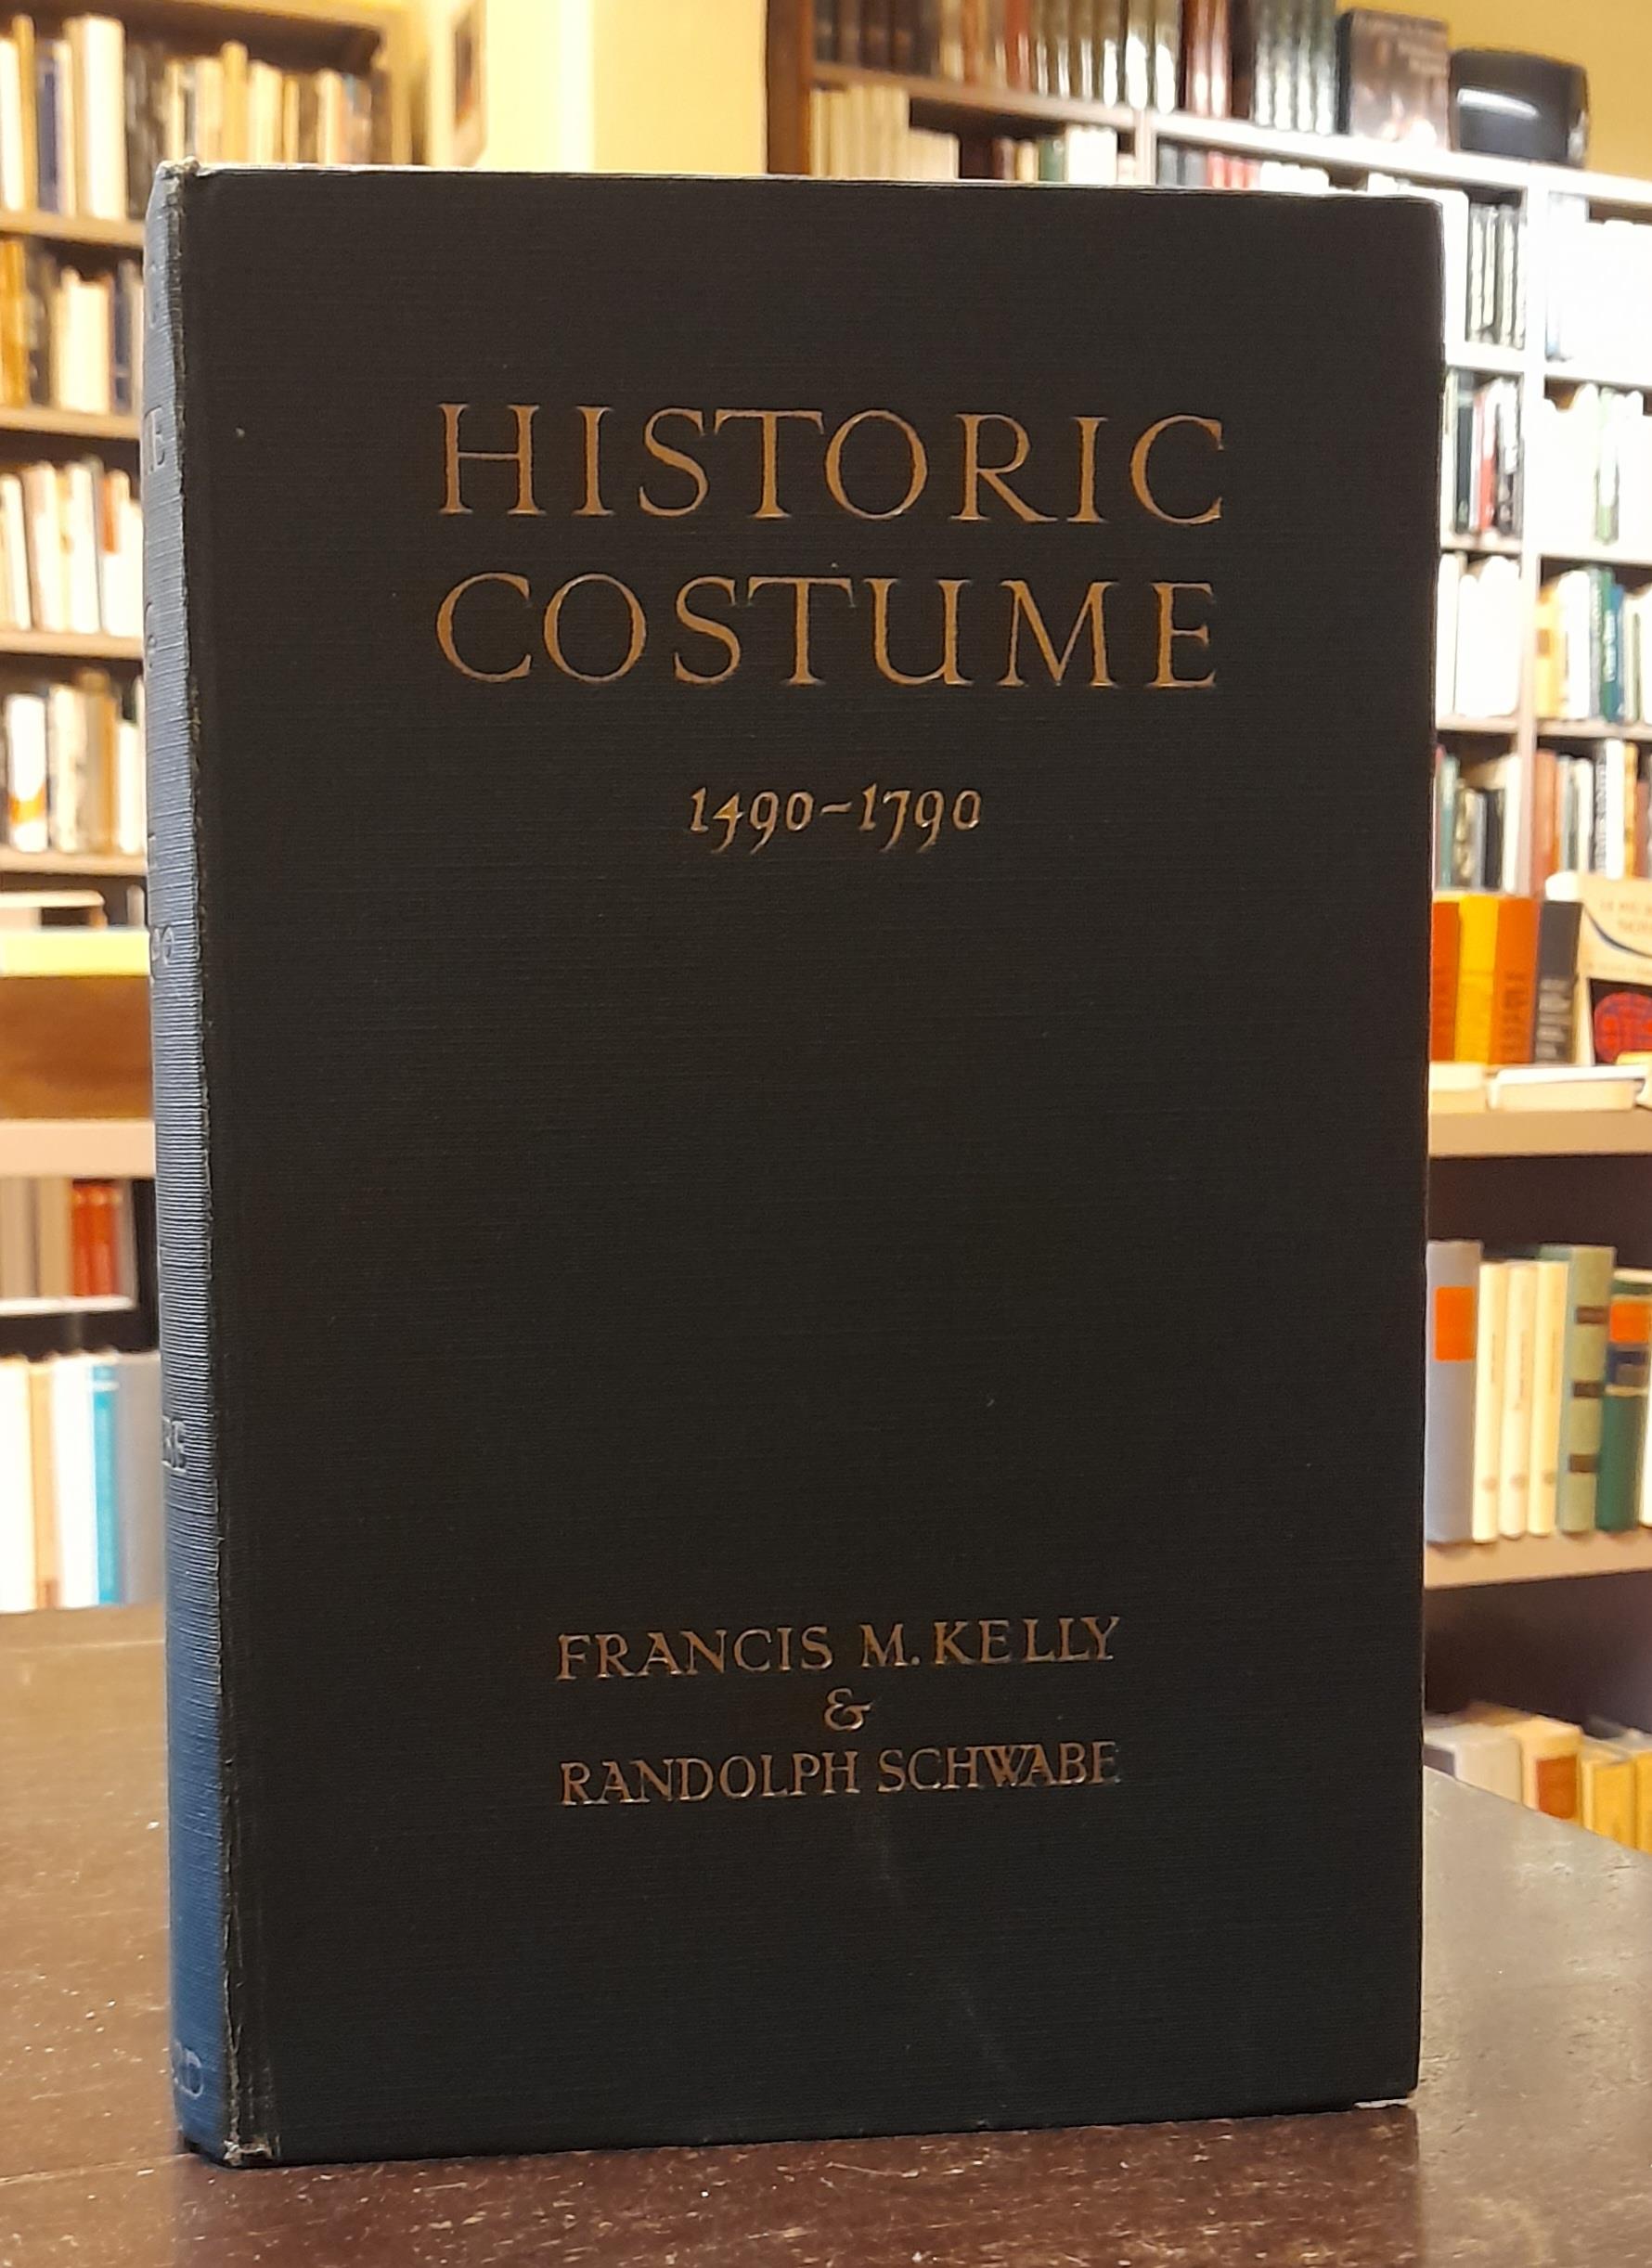 HISTORIC
COSTUME
1490-1790
FRANCIS M. KELLY
&
RANDOLPH SCHWABE